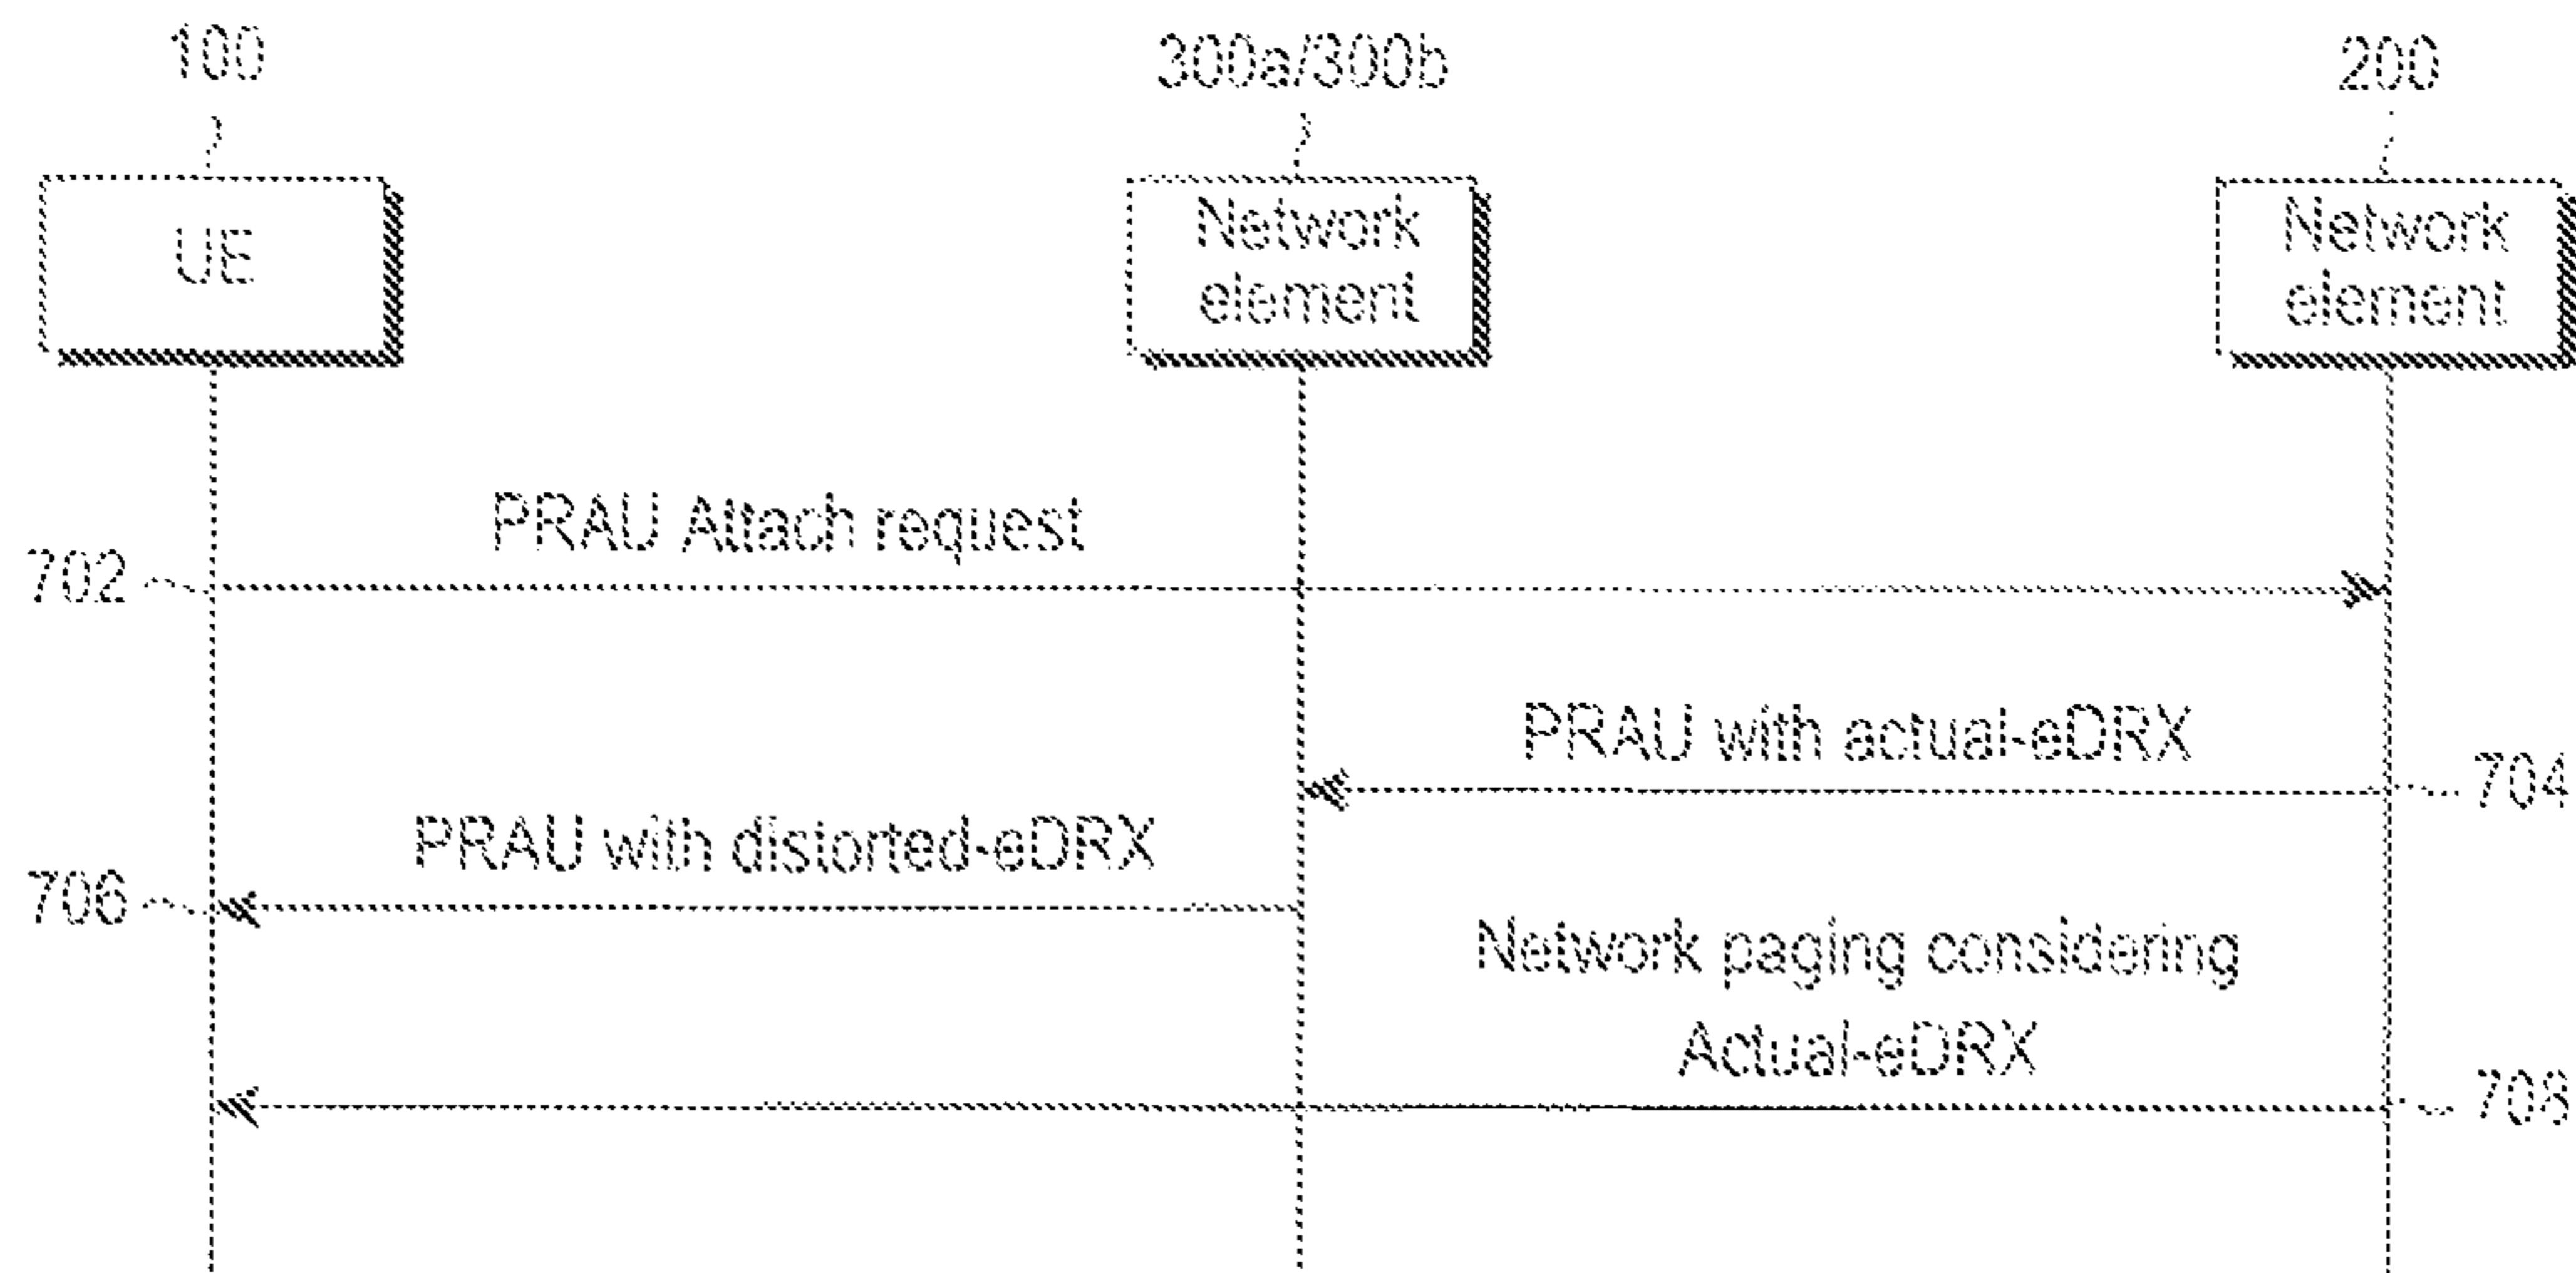 100
300a/300b
200
UE
Network
element
Network
element
PRAU Attach request
702
PRAU with actual-eDRX
704
PRAU with distorted-eDRX
706
Network paging considering
Actual-eDRX
708